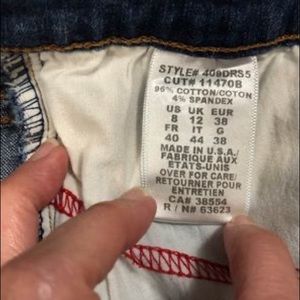 STYLE# 409DRS5
CUT# 11470B
96% COTTON/COTON
4% SPANDEX
US UK EUR
8 12 38
FR IT G
40 44 38
MADE IN U.S.A./
FABRIQUE AUX
ETATS-UNIS
OVER FOR CARE/
RETOURNER POUR
ENTRETIEN
CA# 38554
R / N# 63623